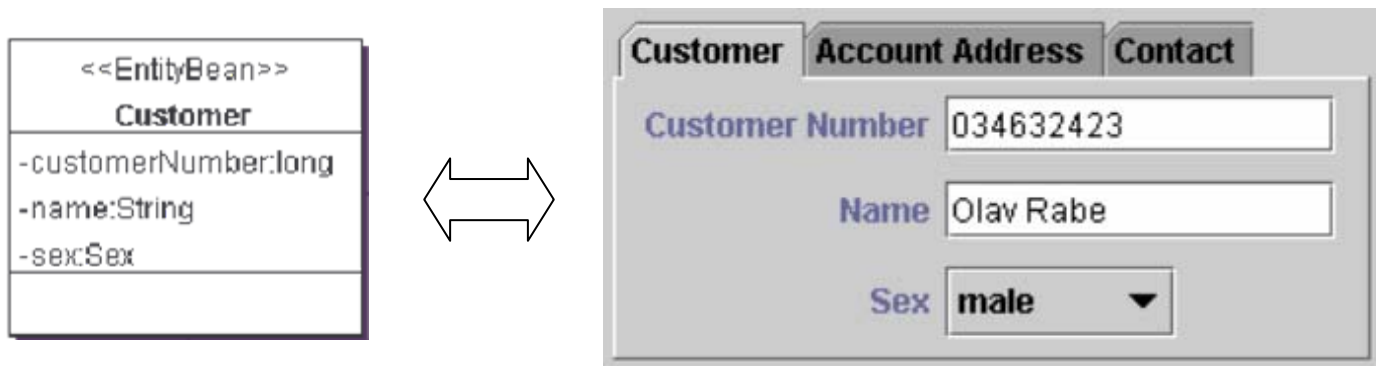 <<EntityBean>>
Customer
-customerNumber:long
-name:String
-sex:Sex
Customer Account Address Contact
Customer Number 034632423
Name Olav Rabe
Sex male